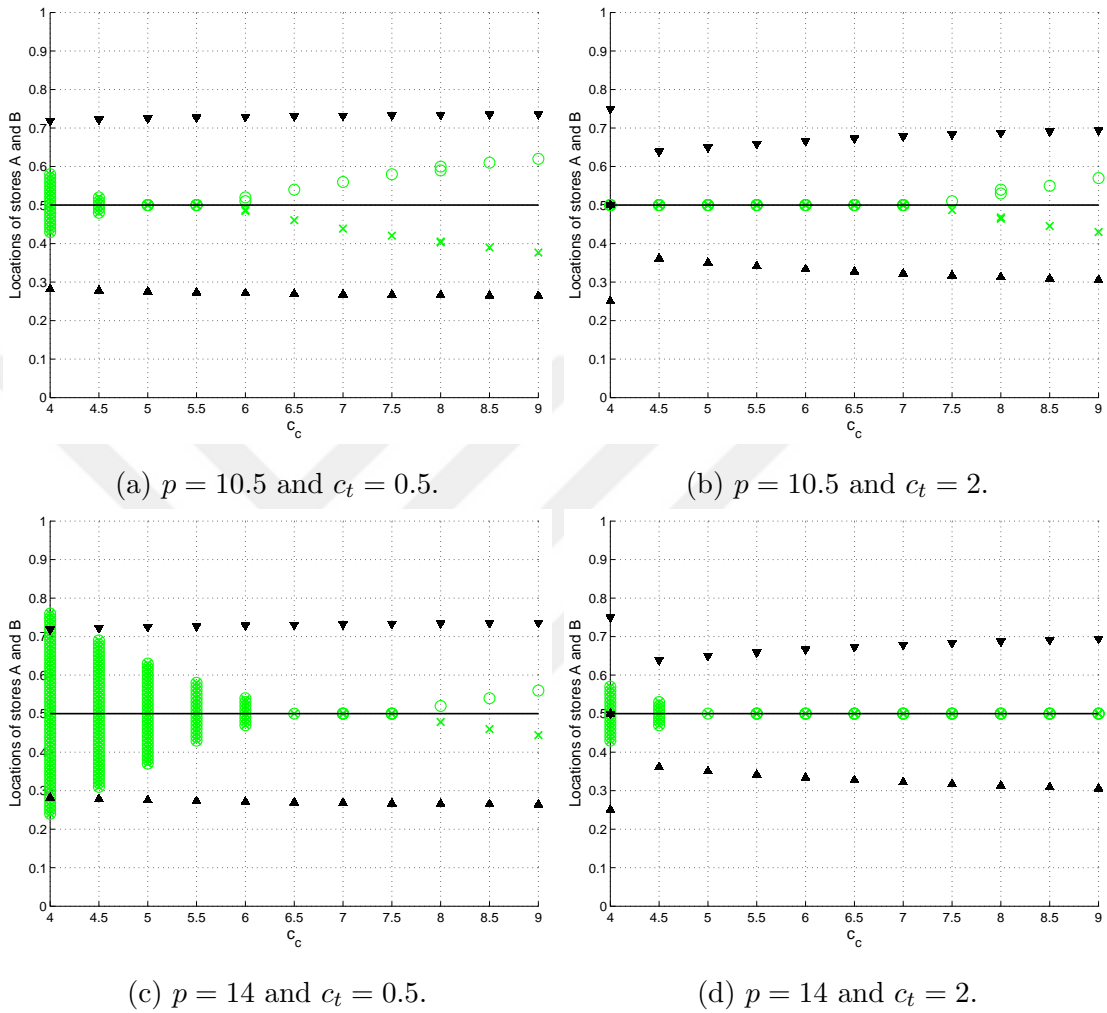 1
0.9
0.8
0.7
0.6
0.5
0.4
0.3
0.2
0.1
0
Locations of stores A and B
4 4.5 5 5.5 6 6.5 7 7.5 8 8.5 9
c_c
(a) p = 10.5 and c_t = 0.5.
1
0.9
0.8
0.7
0.6
0.5
0.4
0.3
0.2
0.1
0
Locations of stores A and B
4 4.5 5 5.5 6 6.5 7 7.5 8 8.5 9
c_c
(b) p = 10.5 and c_t = 2.
1
0.9
0.8
0.7
0.6
0.5
0.4
0.3
0.2
0.1
0
Locations of stores A and B
4 4.5 5 5.5 6 6.5 7 7.5 8 8.5 9
c_c
(c) p = 14 and c_t = 0.5.
1
0.9
0.8
0.7
0.6
0.5
0.4
0.3
0.2
0.1
0
Locations of stores A and B
4 4.5 5 5.5 6 6.5 7 7.5 8 8.5 9
c_c
(d) p = 14 and c_t = 2.